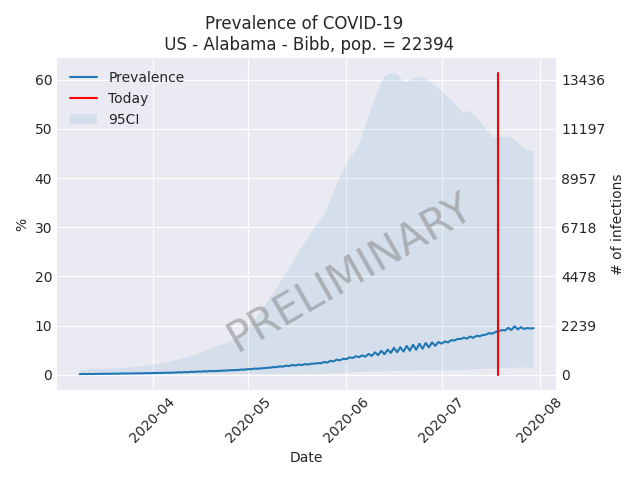 Prevalence of COVID-19
US - Alabama - Bibb, pop. = 22394
Prevalence
Today
95CI
60
50
40
30
20
10
0
%
13436
11197
8957
6718
4478
2239
0
# of infections
PRELIMINARY
2020-04
2020-05
2020-06
2020-07
2020-08
Date